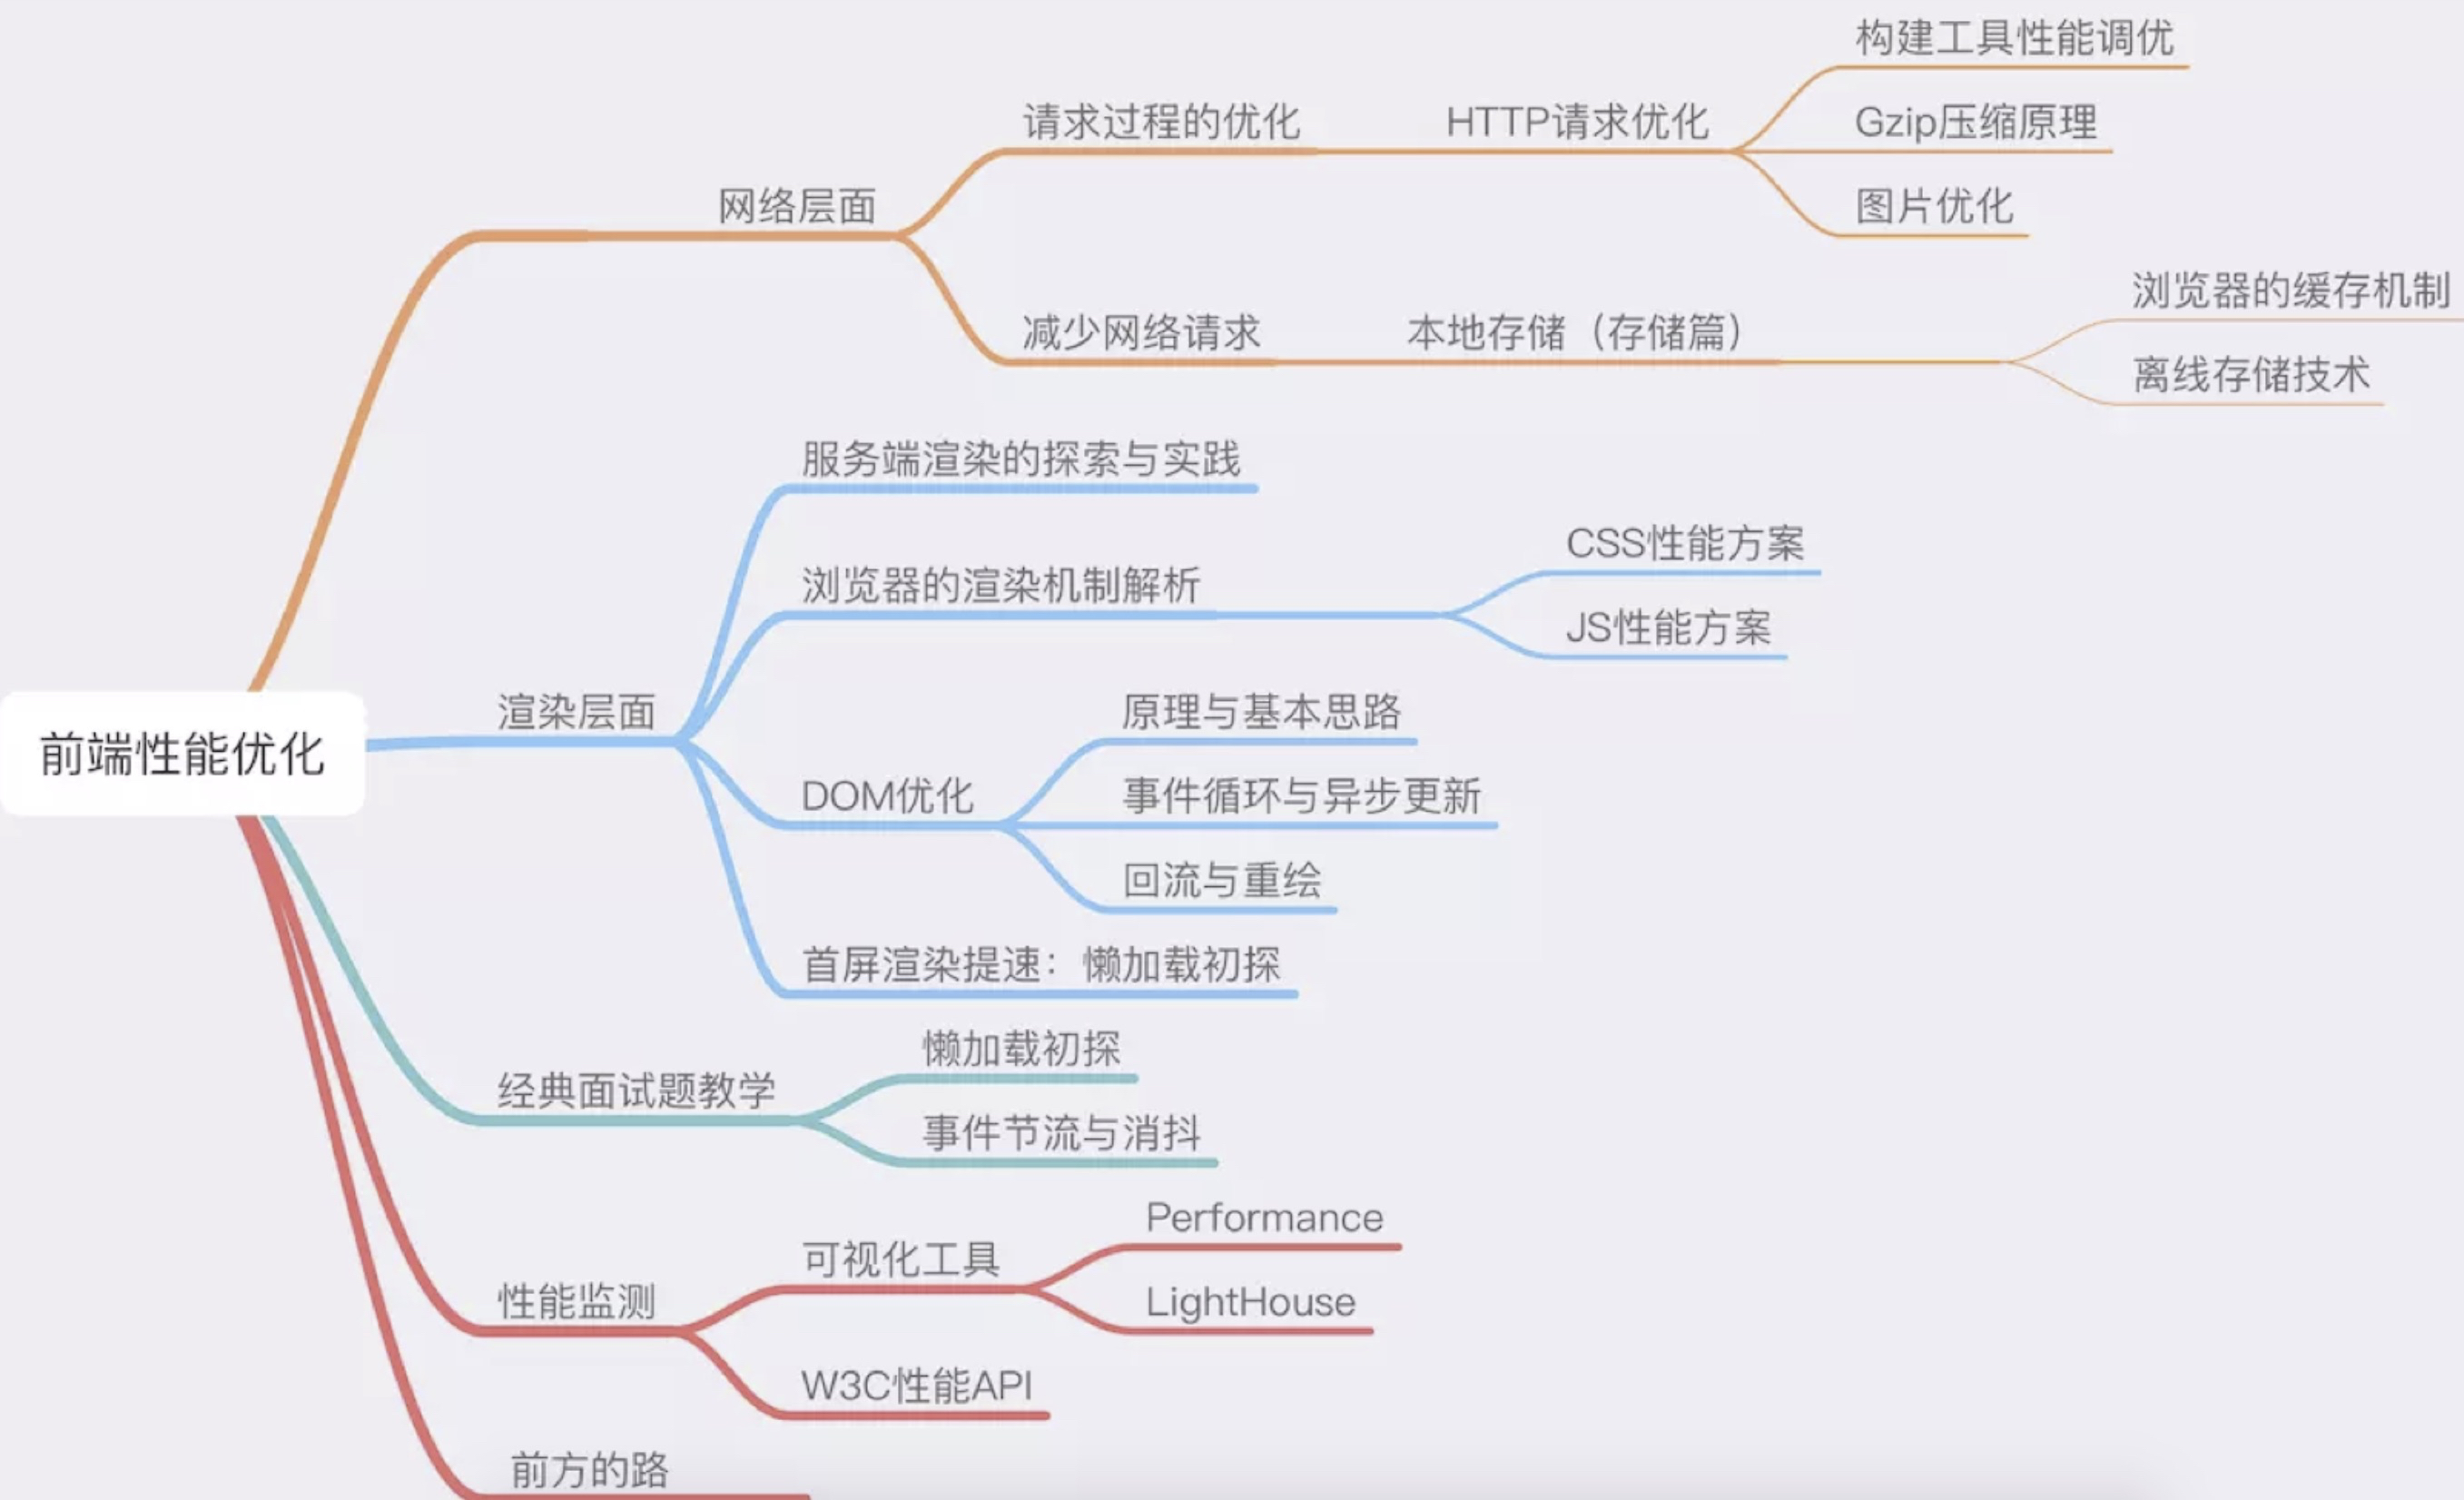 前端性能优化
网络层面
请求过程的优化
HTTP请求优化
构建工具性能调优
Gzip压缩原理
图片优化
减少网络请求
本地存储（存储篇）
浏览器的缓存机制
离线存储技术
渲染层面
服务端渲染的探索与实践
浏览器的渲染机制解析
CSS性能方案
JS性能方案
DOM优化
原理与基本思路
事件循环与异步更新
回流与重绘
首屏渲染提速：懒加载初探
经典面试题教学
懒加载初探
事件节流与消抖
性能监测
可视化工具
Performance
LightHouse
W3C性能API
前方的路